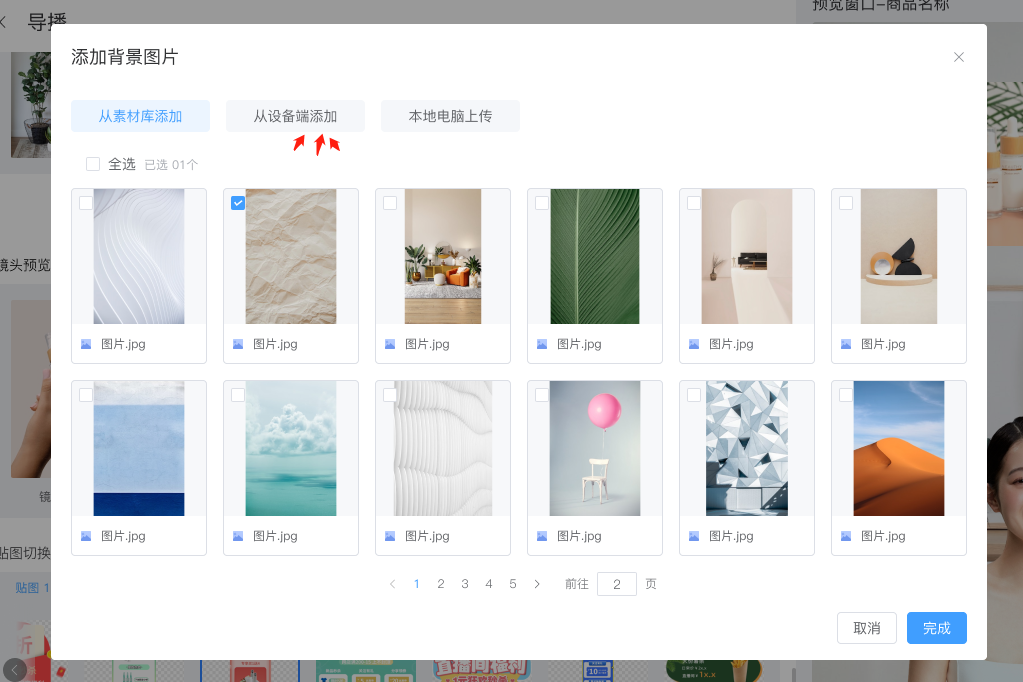 导播
预览窗口-商品名称
添加背景图片
从素材库添加
从设备端添加
本地电脑上传
全选 已选 01个
图片.jpg
图片.jpg
图片.jpg
图片.jpg
图片.jpg
图片.jpg
镜头预览
图片.jpg
图片.jpg
图片.jpg
图片.jpg
图片.jpg
图片.jpg
镜
贴图切换
贴图 1
1 2 3 4 5 前往 2 页
取消
完成
直播间福利